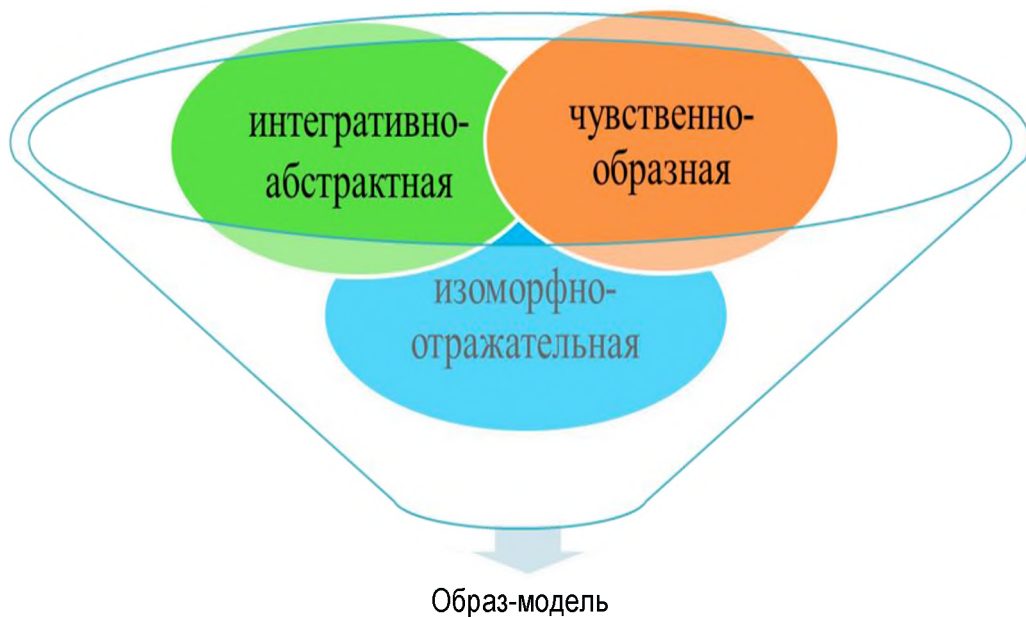 интегративно-
абстрактная
чувственно-
образная
изоморфно-
отражательная
Образ-модель